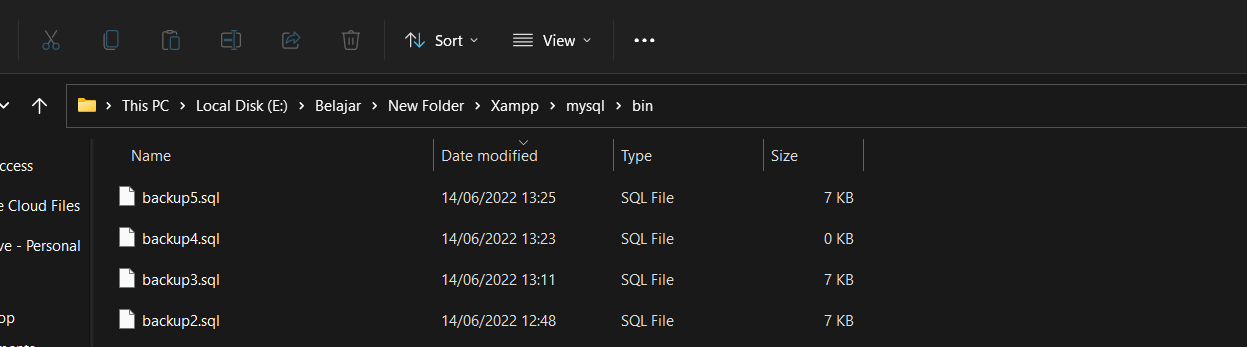 Sort View
This PC Local Disk (E:) Belajar New Folder Xampp mysql bin
Name Date modified Type Size
ccess
backup5.sql 14/06/2022 13:25 SQL File 7 KB
e Cloud Files
backup4.sql 14/06/2022 13:23 SQL File 0 KB
ve - Personal
backup3.sql 14/06/2022 13:11 SQL File 7 KB
op
backup2.sql 14/06/2022 12:48 SQL File 7 KB